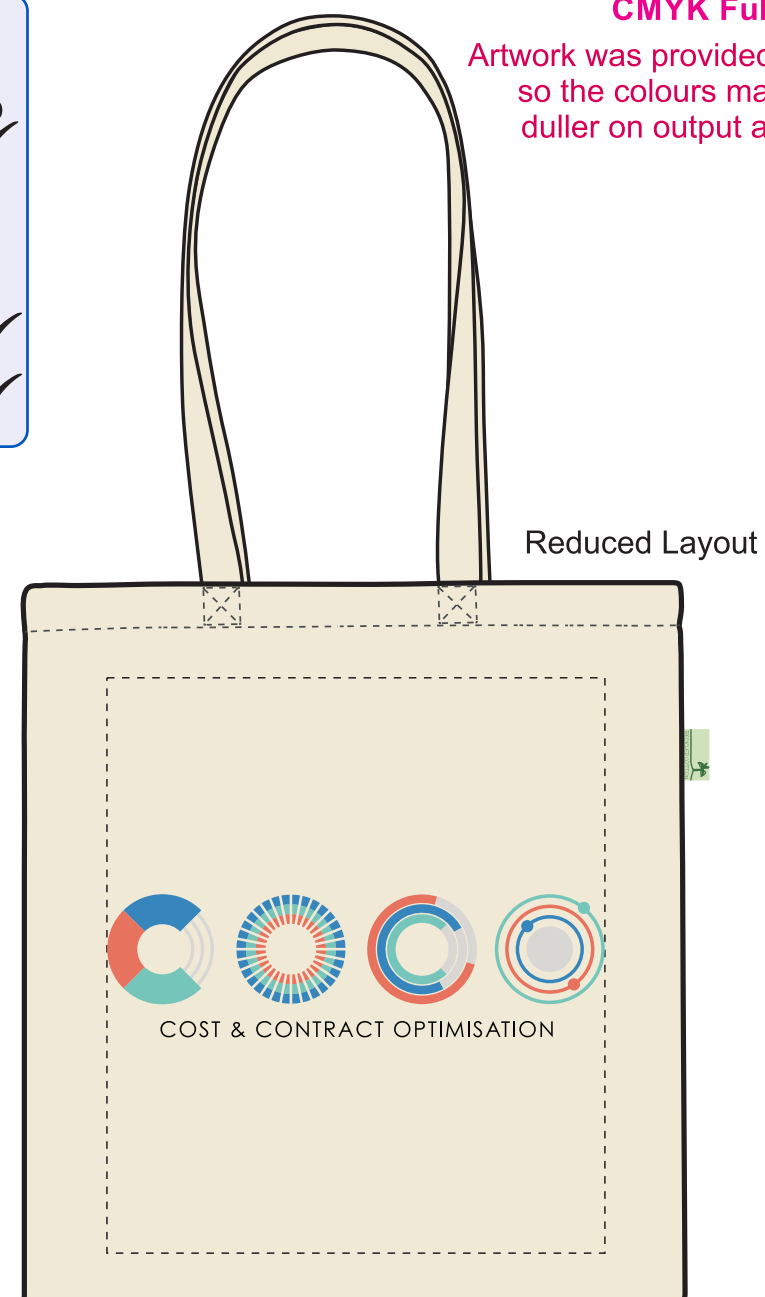 CMYK Ful
Artwork was provided
so the colours ma
duller on output a
Reduced Layout
COST & CONTRACT OPTIMISATION